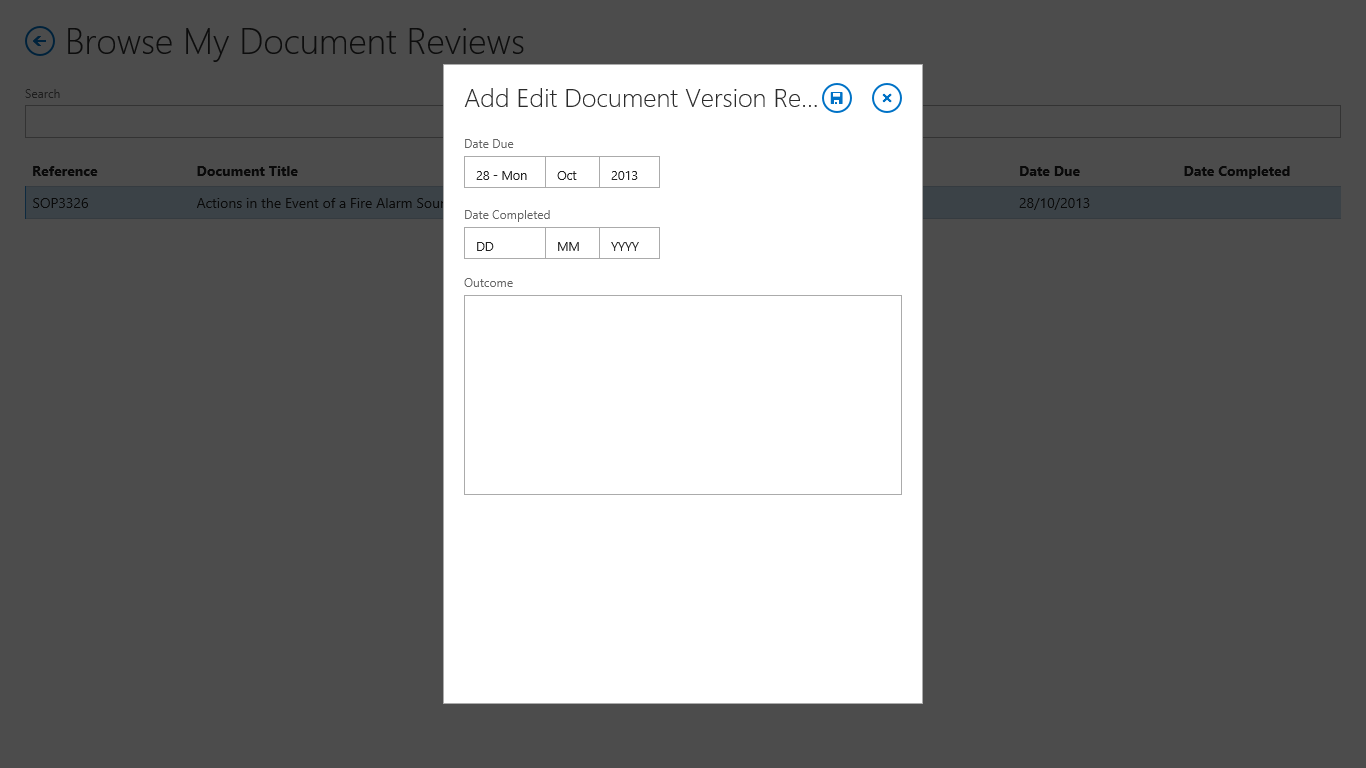 Browse My Document Reviews
Search
Reference Document Title Date Due Date Completed
SOP3326 Actions in the Event of a Fire Alarm 28/10/2013
Add Edit Document Version Re...
Date Due
28 - Mon Oct 2013
Date Completed
DD MM YYYY
Outcome